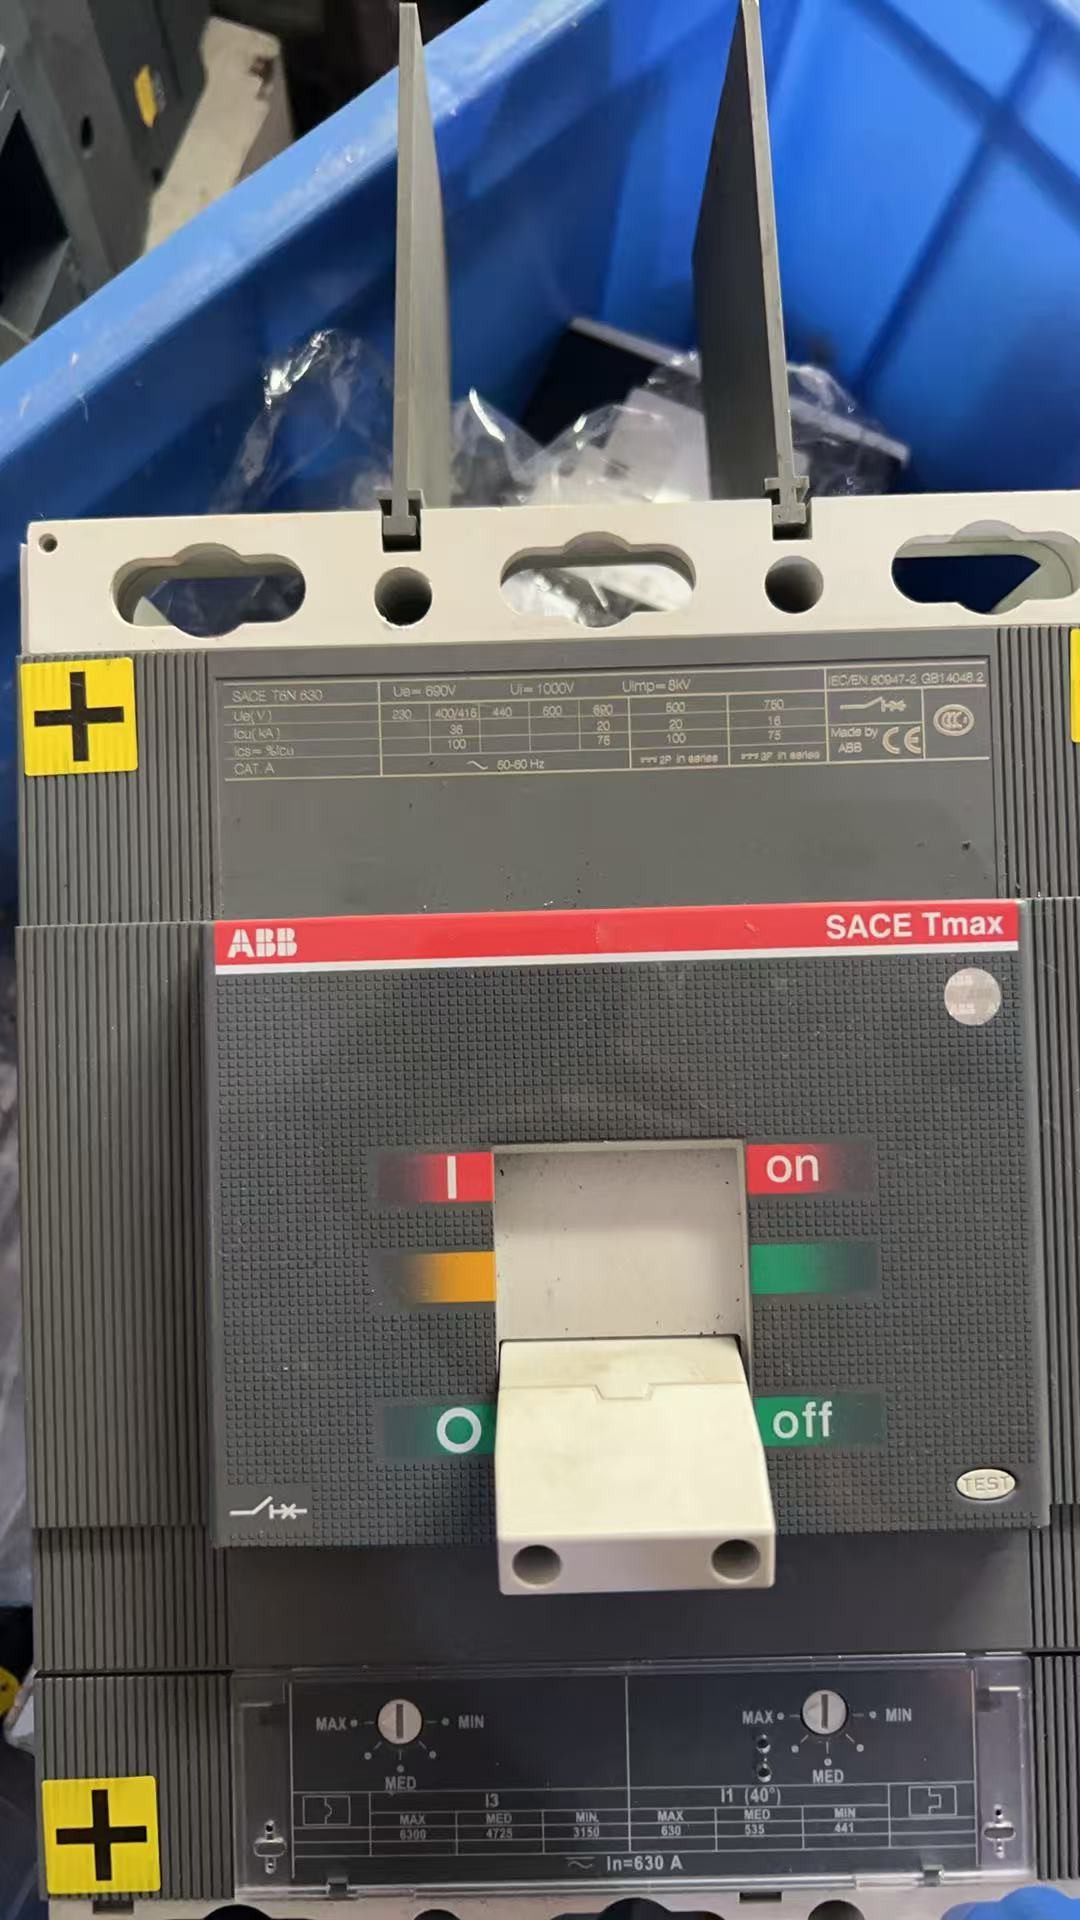 SACE T6N 630 Ue=690V Ui=1000V Uimp=8kV IEC/EN 60947-2 GB14048.2
Ue(V) 230 400/415 440 500 690 500 750
Icu(kA) 36 20 20 16
Ics=%Icu 100 75 100 75
CAT. A 50-60 Hz 2P in series 3P in series
Made by
ABB
CE
CCC
ABB SACE Tmax
I on
O off
TEST
MAX MIN MAX MIN
MED MED
I3 I1 (40°)
MAX MED MIN. MAX MED MIN
6300 4725 3150 630 535 441
In=630 A